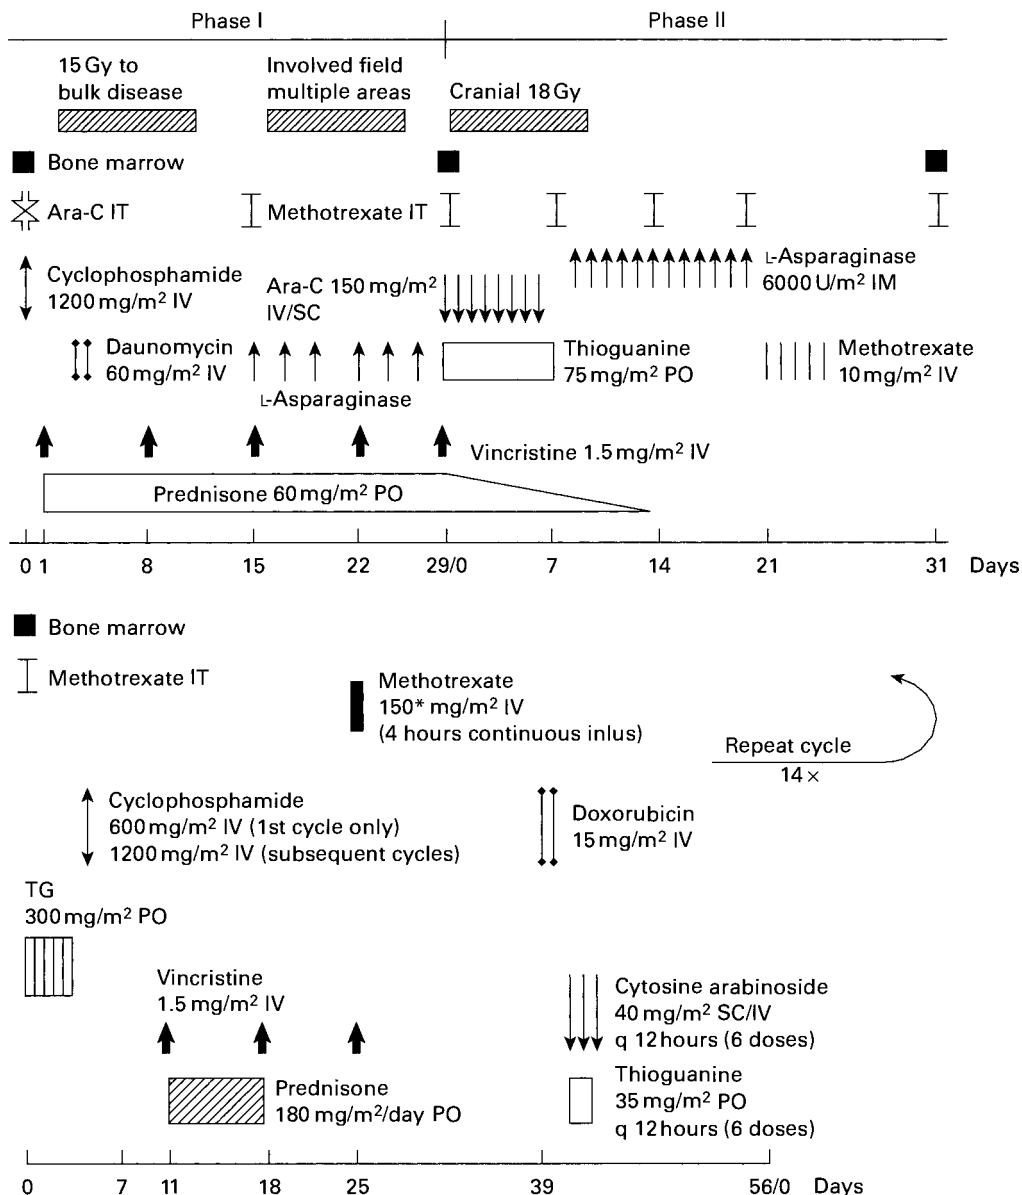 Phase I
Phase II
15 Gy to
bulk disease
Involved field
multiple areas
Cranial 18 Gy
Bone marrow
Ara-C IT
Methotrexate IT
Cyclophosphamide
1200 mg/m² IV
Ara-C 150 mg/m²
IV/SC
L-Asparaginase
6000 U/m² IM
Daunomycin
60 mg/m² IV
L-Asparaginase
Thioguanine
75 mg/m² PO
Methotrexate
10 mg/m² IV
Vincristine 1.5 mg/m² IV
Prednisone 60 mg/m² PO
0 1 8 15 22 29/0 7 14 21 31 Days
Bone marrow
Methotrexate IT
Methotrexate
150* mg/m² IV
(4 hours continuous inlus)
Repeat cycle
14 ×
Cyclophosphamide
600 mg/m² IV (1st cycle only)
1200 mg/m² IV (subsequent cycles)
Doxorubicin
15 mg/m² IV
TG
300 mg/m² PO
Vincristine
1.5 mg/m² IV
Cytosine arabinoside
40 mg/m² SC/IV
q 12 hours (6 doses)
Prednisone
180 mg/m²/day PO
Thioguanine
35 mg/m² PO
q 12 hours (6 doses)
0 7 11 18 25 39 56/0 Days